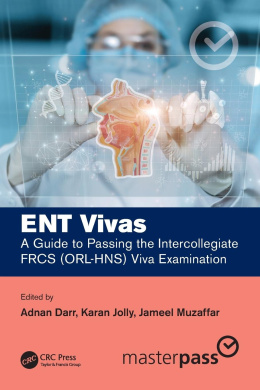 ENT Vivas
A Guide to Passing the Intercollegiate
FRCS (ORL-HNS) Viva Examination
Edited by
Adnan Darr, Karan Jolly, Jameel Muzaffar
CRC Press
Taylor & Francis Group
masterpass